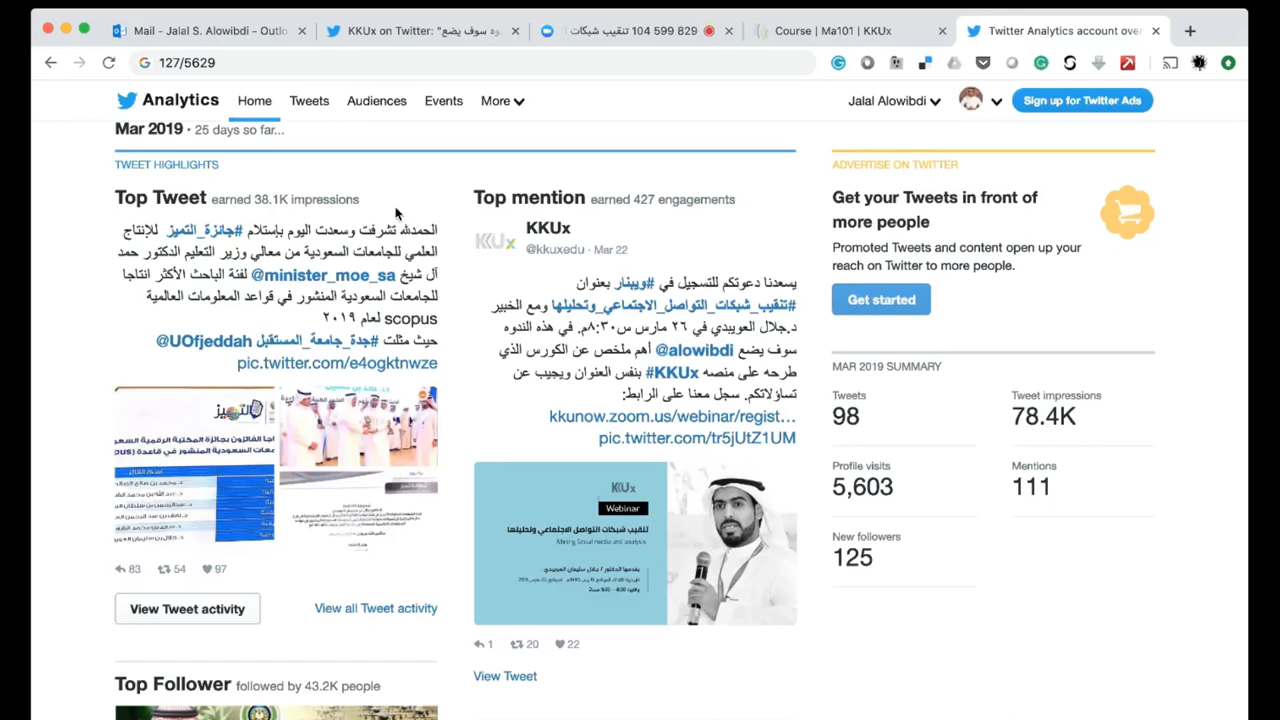 Mail – Jalal S. Alowibdi – Outlo
KKUx on Twitter: "وه سوف يضع
تنقيب شبكات 104 599 829
Course | Ma101 | KKUx
Twitter Analytics account over
127/5629
Analytics
Home
Tweets
Audiences
Events
More
Jalal Alowibdi
Sign up for Twitter Ads
Mar 2019 • 25 days so far...
TWEET HIGHLIGHTS
Top Tweet earned 38.1K impressions
الحمدلله تشرفت وسعدت اليوم بإستلام #جائزة_التميز للإنتاج
العلمي للجامعات السعودية من معالي وزير التعليم الدكتور حمد
آل شيخ @minister_moe_sa لفئة الباحث الأكثر انتاجا
للجامعات السعودية المنشور في قواعد المعلومات العالمية
scopus لعام ٢٠١٩
حيث مثلت #جدة_جامعة_المستقبل @UOfjeddah
pic.twitter.com/e4ogktnwze
83
54
97
View Tweet activity
View all Tweet activity
Top Follower followed by 43.2K people
Top mention earned 427 engagements
KKUx
@kkuxedu · Mar 22
يسعدنا دعوتكم للتسجيل في #ويبنار بعنوان
#تنقيب_شبكات_التواصل_الاجتماعي_وتحليلها ومع الخبير
د.جلال العويبدي في ٢٦ مارس س٨:٣٠م. في هذه الندوه
سوف يضع @alowibdi أهم ملخص عن الكورس الذي
طرحه على منصه #KKUx بنفس العنوان ويجيب عن
تساؤلاتكم. سجل معنا على الرابط:
kkunow.zoom.us/webinar/regist…
pic.twitter.com/tr5jUtZ1UM
KKUx
Webinar
تنقيب شبكات التواصل الاجتماعي وتحليلها
Mining Social media and analysis
يقدمها الدكتور / جلال سليمان العويبدي
1
20
22
View Tweet
ADVERTISE ON TWITTER
Get your Tweets in front of
more people
Promoted Tweets and content open up your
reach on Twitter to more people.
Get started
MAR 2019 SUMMARY
Tweets
98
Tweet impressions
78.4K
Profile visits
5,603
Mentions
111
New followers
125